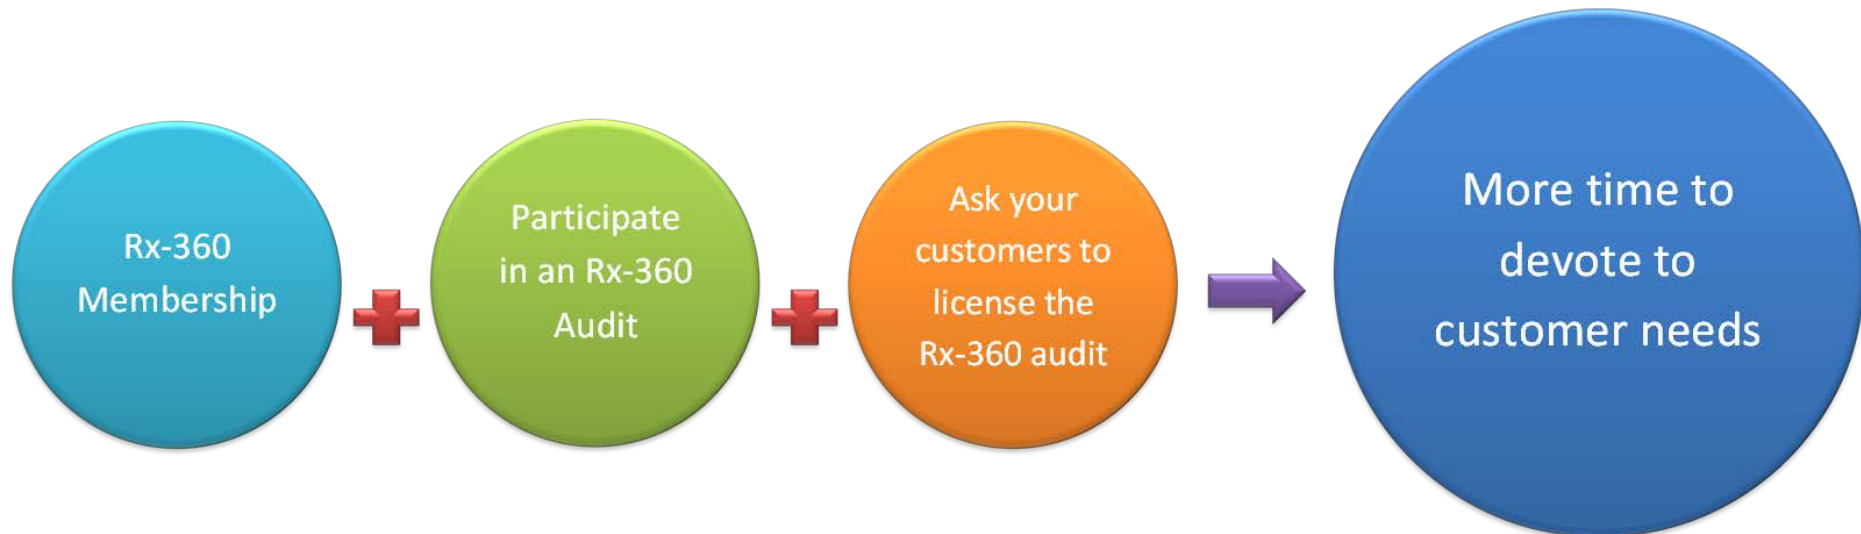 Rx-360
Membership
Participate
in an Rx-360
Audit
Ask your
customers to
license the
Rx-360 audit
More time to
devote to
customer needs